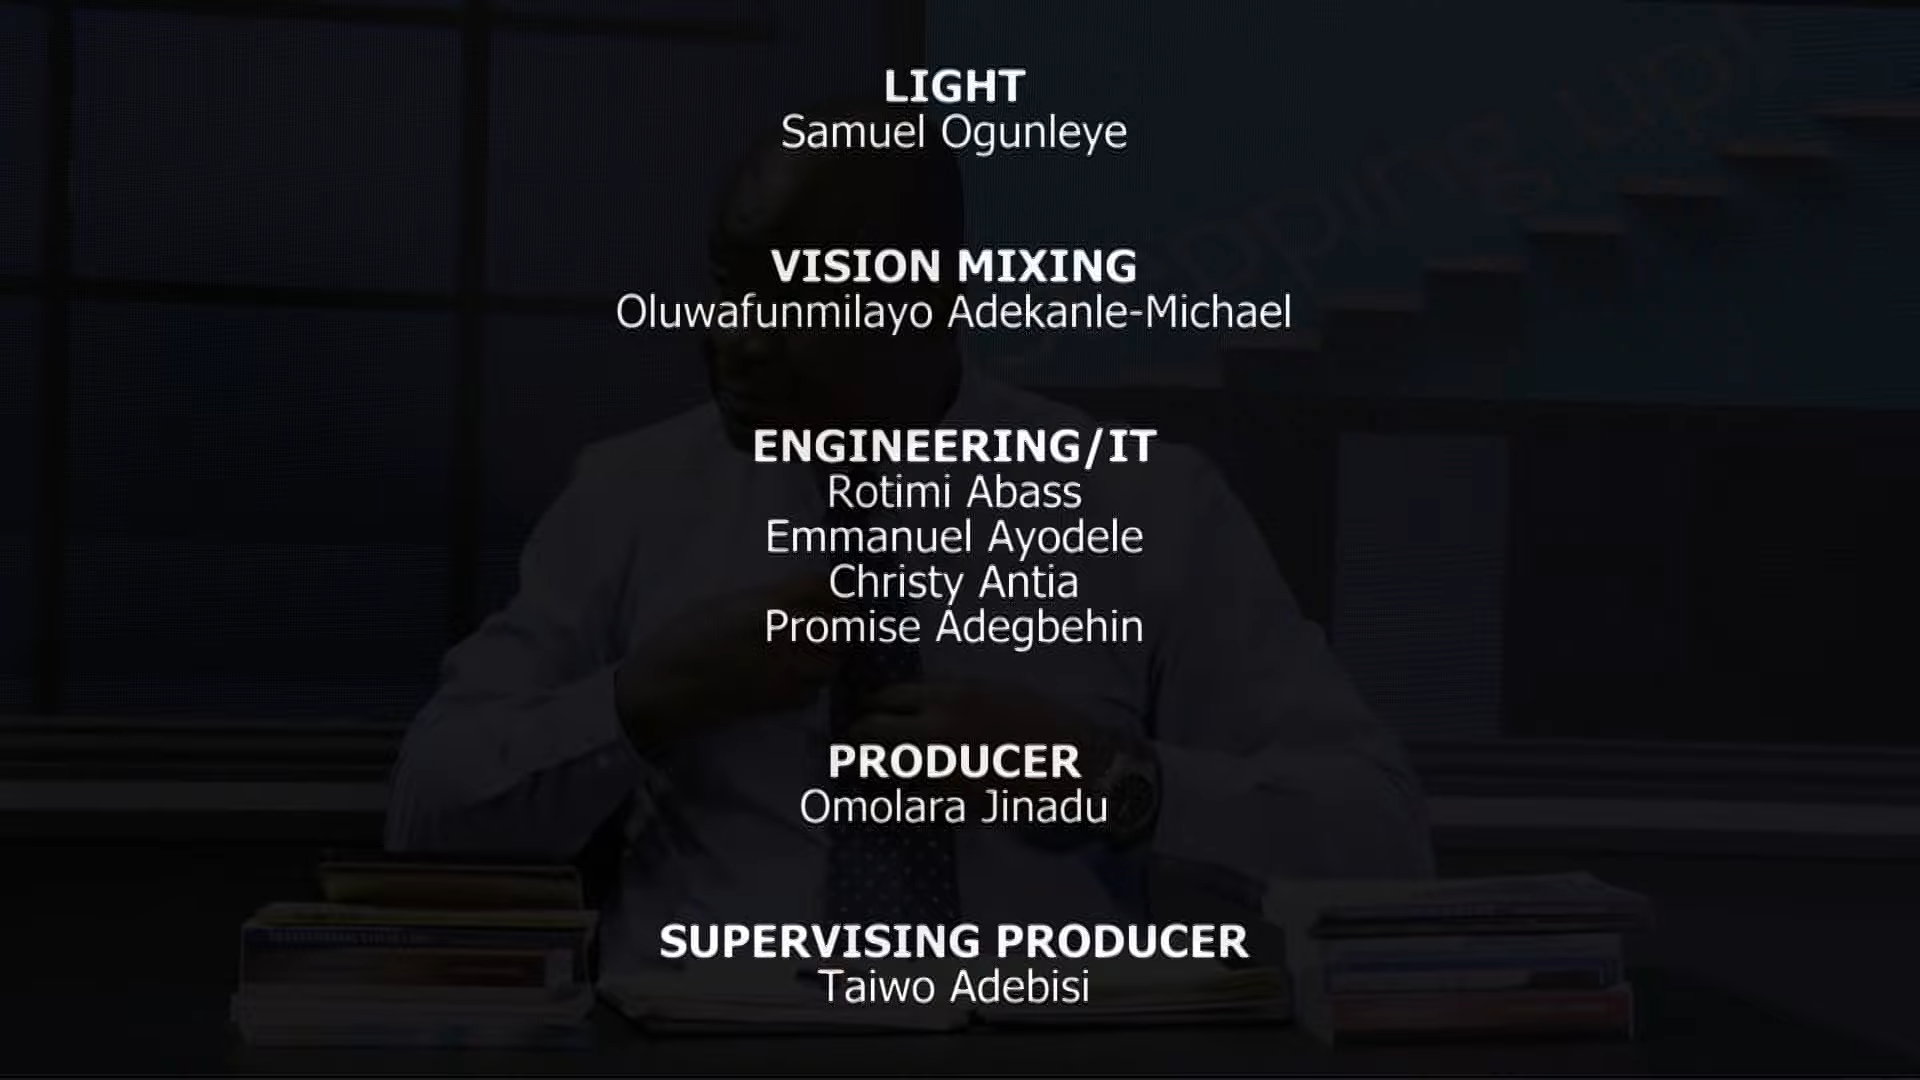 LIGHT
Samuel Ogunleye
VISION MIXING
Oluwafunmilayo Adekanle-Michael
ENGINEERING/IT
Rotimi Abass
Emmanuel Ayodele
Christy Antia
Promise Adegbehin
PRODUCER
Omolara Jinadu
SUPERVISING PRODUCER
Taiwo Adebisi